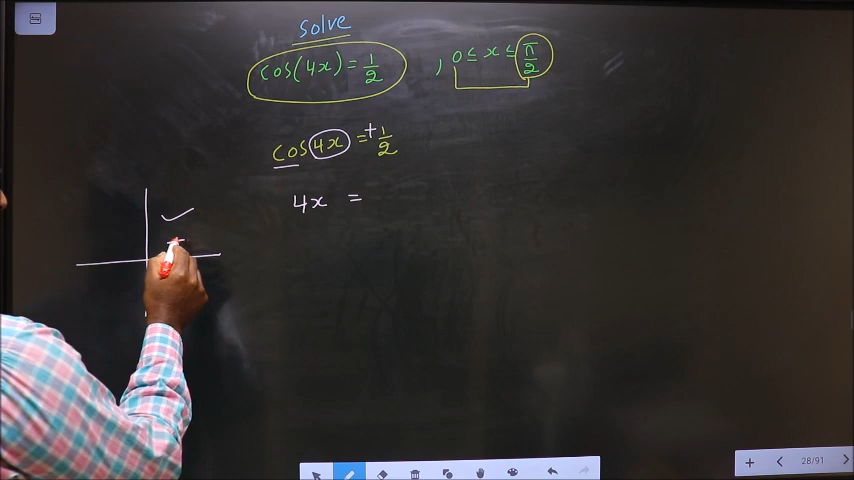 solve
cos(4x) = 1/2 , 0 ≤ x ≤ π/2
cos 4x = +1/2
4x =
28/91